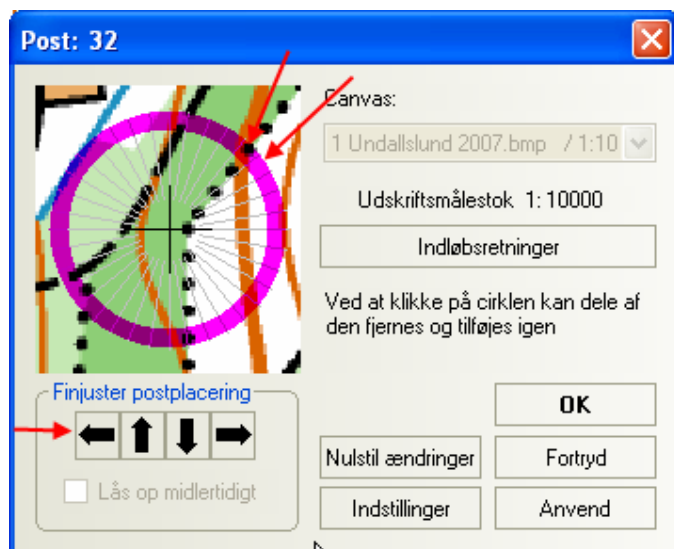 Post: 32
Canvas:
1 Undallslund 2007.bmp / 1:10
Udskriftsmålestok 1:10000
Indløbsretninger
Ved at klikke på cirklen kan dele af
den fjernes og tilføjes igen
Finjuster postplacering
Lås op midlertidigt
OK
Nulstil ændringer
Fortryd
Indstillinger
Anvend